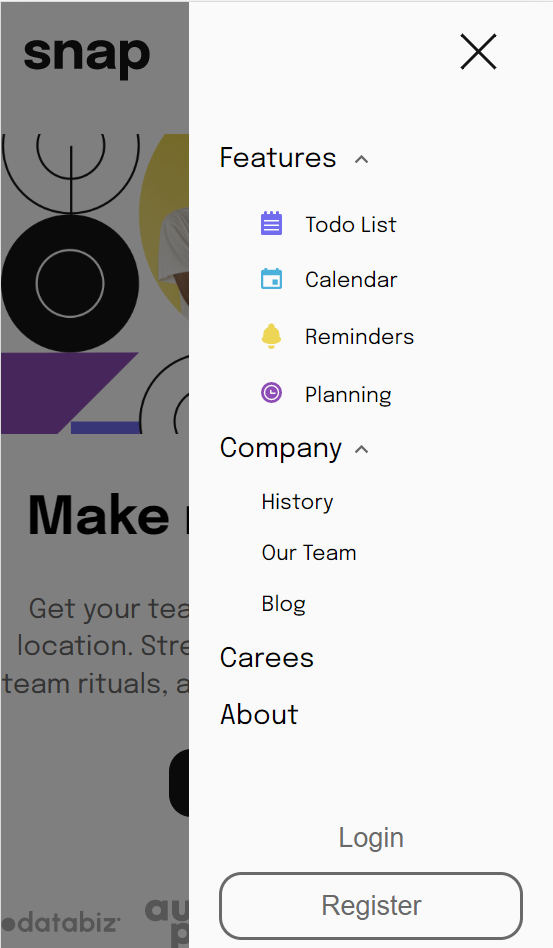 snap
Features
Todo List
Calendar
Reminders
Planning
Company
History
Our Team
Blog
Carees
About
Login
Register
Make
Get your tea
location. Stre
team rituals, a
databiz
au
p